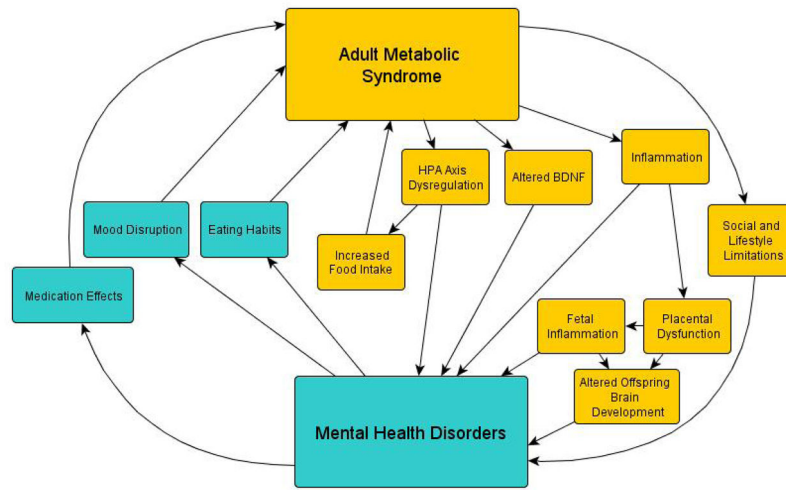 Adult Metabolic
Syndrome
HPA Axis
Dysregulation
Altered BDNF
Inflammation
Mood Disruption
Eating Habits
Increased
Food Intake
Social and
Lifestyle
Limitations
Medication Effects
Fetal
Inflammation
Placental
Dysfunction
Altered Offspring
Brain
Development
Mental Health Disorders